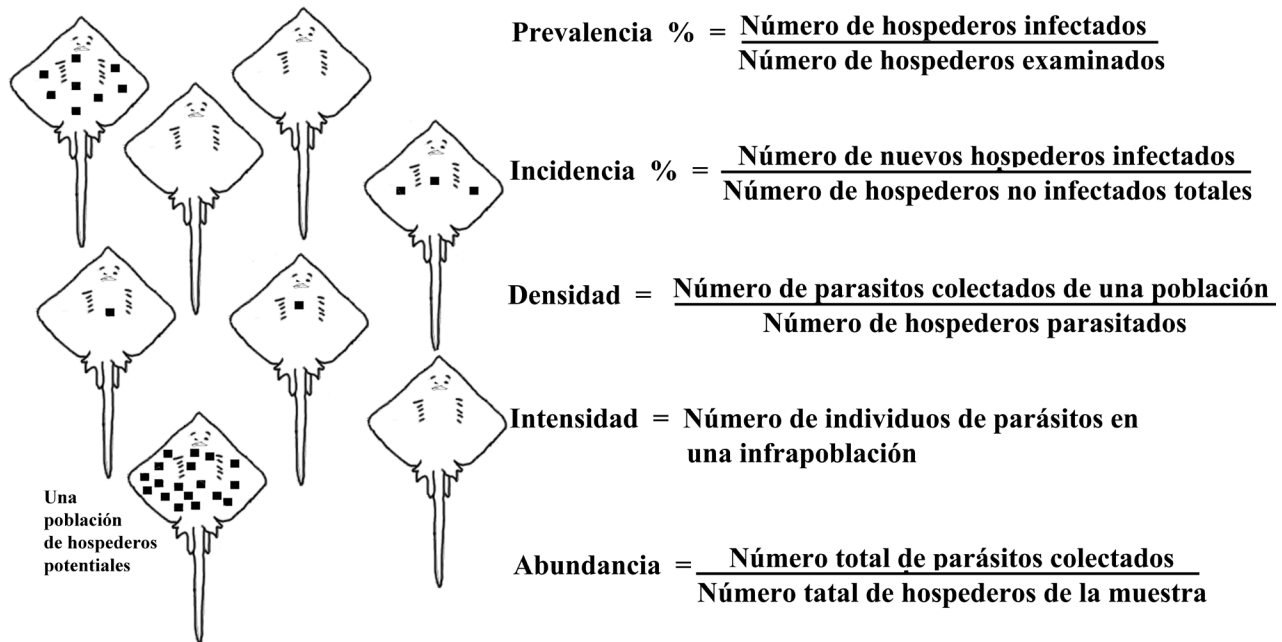 Prevalencia % = Número de hospederos infectados
Número de hospederos examinados
Incidencia % = Número de nuevos hospederos infectados
Número de hospederos no infectados totales
Densidad = Número de parasitos colectados de una población
Número de hospederos parasitados
Intensidad = Número de individuos de parásitos en
una infrapoblación
Abundancia = Número total de parásitos colectados
Número tatal de hospederos de la muestra
Una
población
de hospederos
potentiales